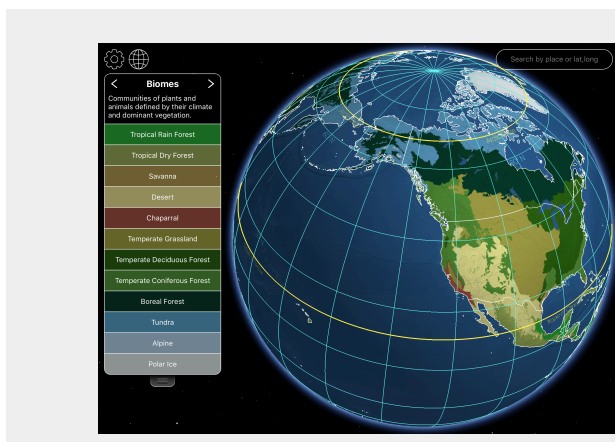 Search by place or lat,long
Biomes
Communities of plants and
animals defined by their climate
and dominant vegetation.
Tropical Rain Forest
Tropical Dry Forest
Savanna
Desert
Chaparral
Temperate Grassland
Temperate Deciduous Forest
Temperate Coniferous Forest
Boreal Forest
Tundra
Alpine
Polar Ice